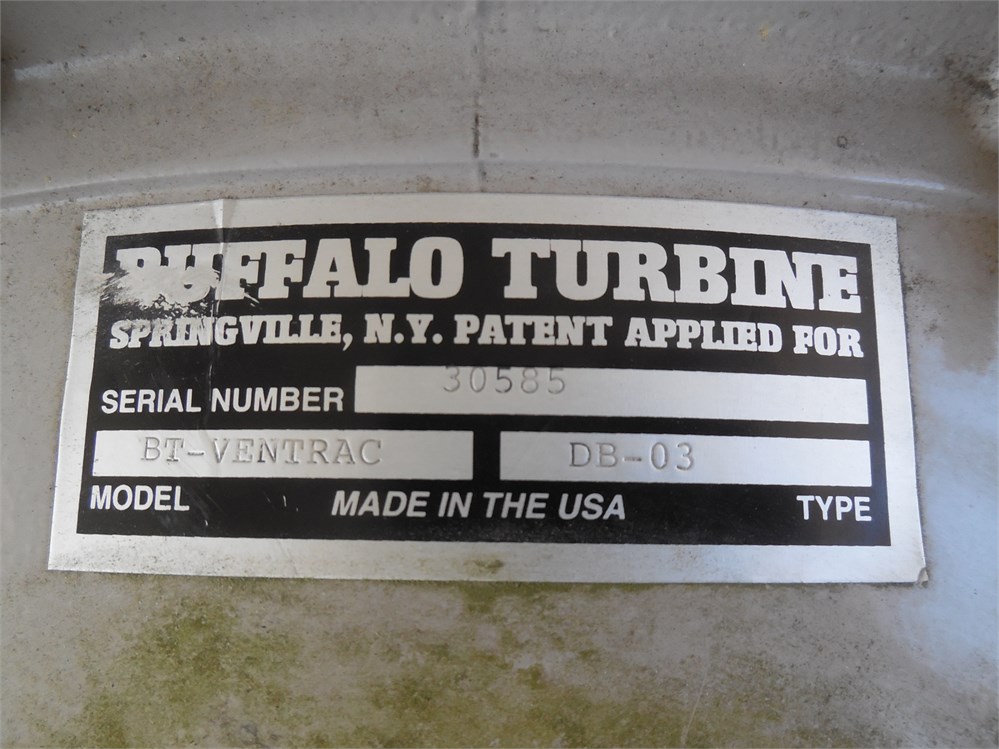 BUFFALO TURBINE
SPRINGVILLE, N.Y. PATENT APPLIED FOR
SERIAL NUMBER 30585
BT-VENTRAC DB-03
MODEL MADE IN THE USA TYPE